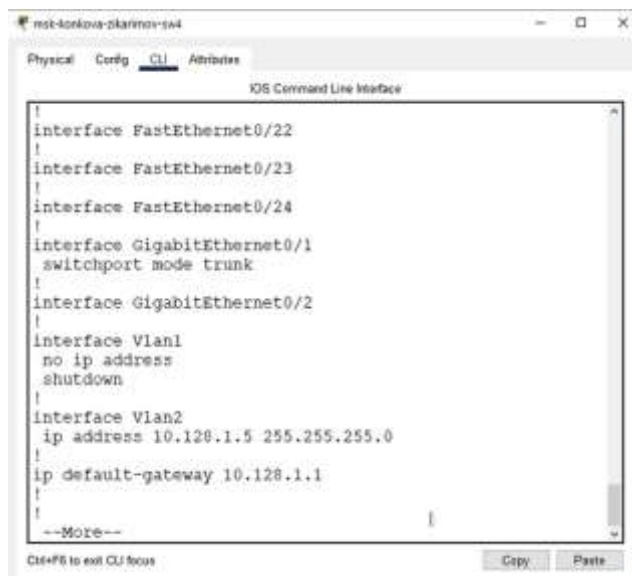 msk-konkova-zikarimov-sw4
Physical Config CLI Attributes
IOS Command Line Interface
!
interface FastEthernet0/22
!
interface FastEthernet0/23
!
interface FastEthernet0/24
!
interface GigabitEthernet0/1
switchport mode trunk
!
interface GigabitEthernet0/2
!
interface Vlan1
no ip address
shutdown
!
interface Vlan2
ip address 10.128.1.5 255.255.255.0
!
ip default-gateway 10.128.1.1
!
!
--More--
Ctrl+F6 to exit CLI focus
Copy Paste